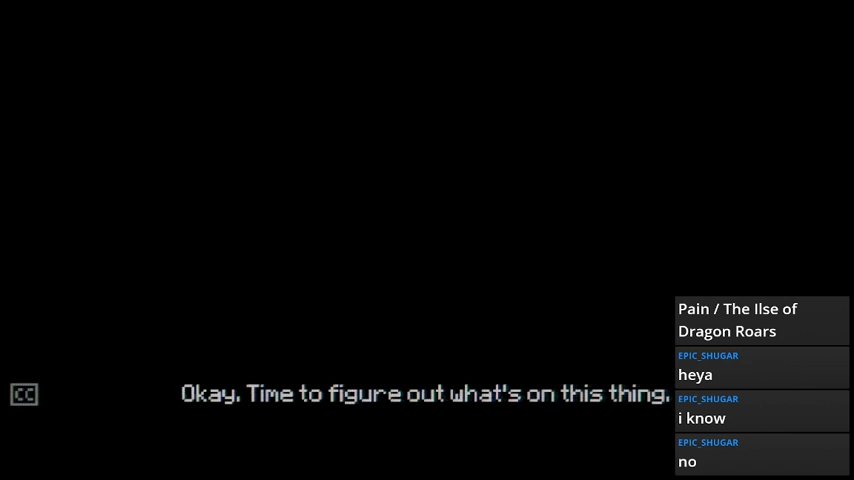 Pain / The Ilse of
Dragon Roars
EPIC_SHUGAR
heya
EPIC_SHUGAR
i know
EPIC_SHUGAR
no
CC
Okay. Time to figure out what's on this thing.